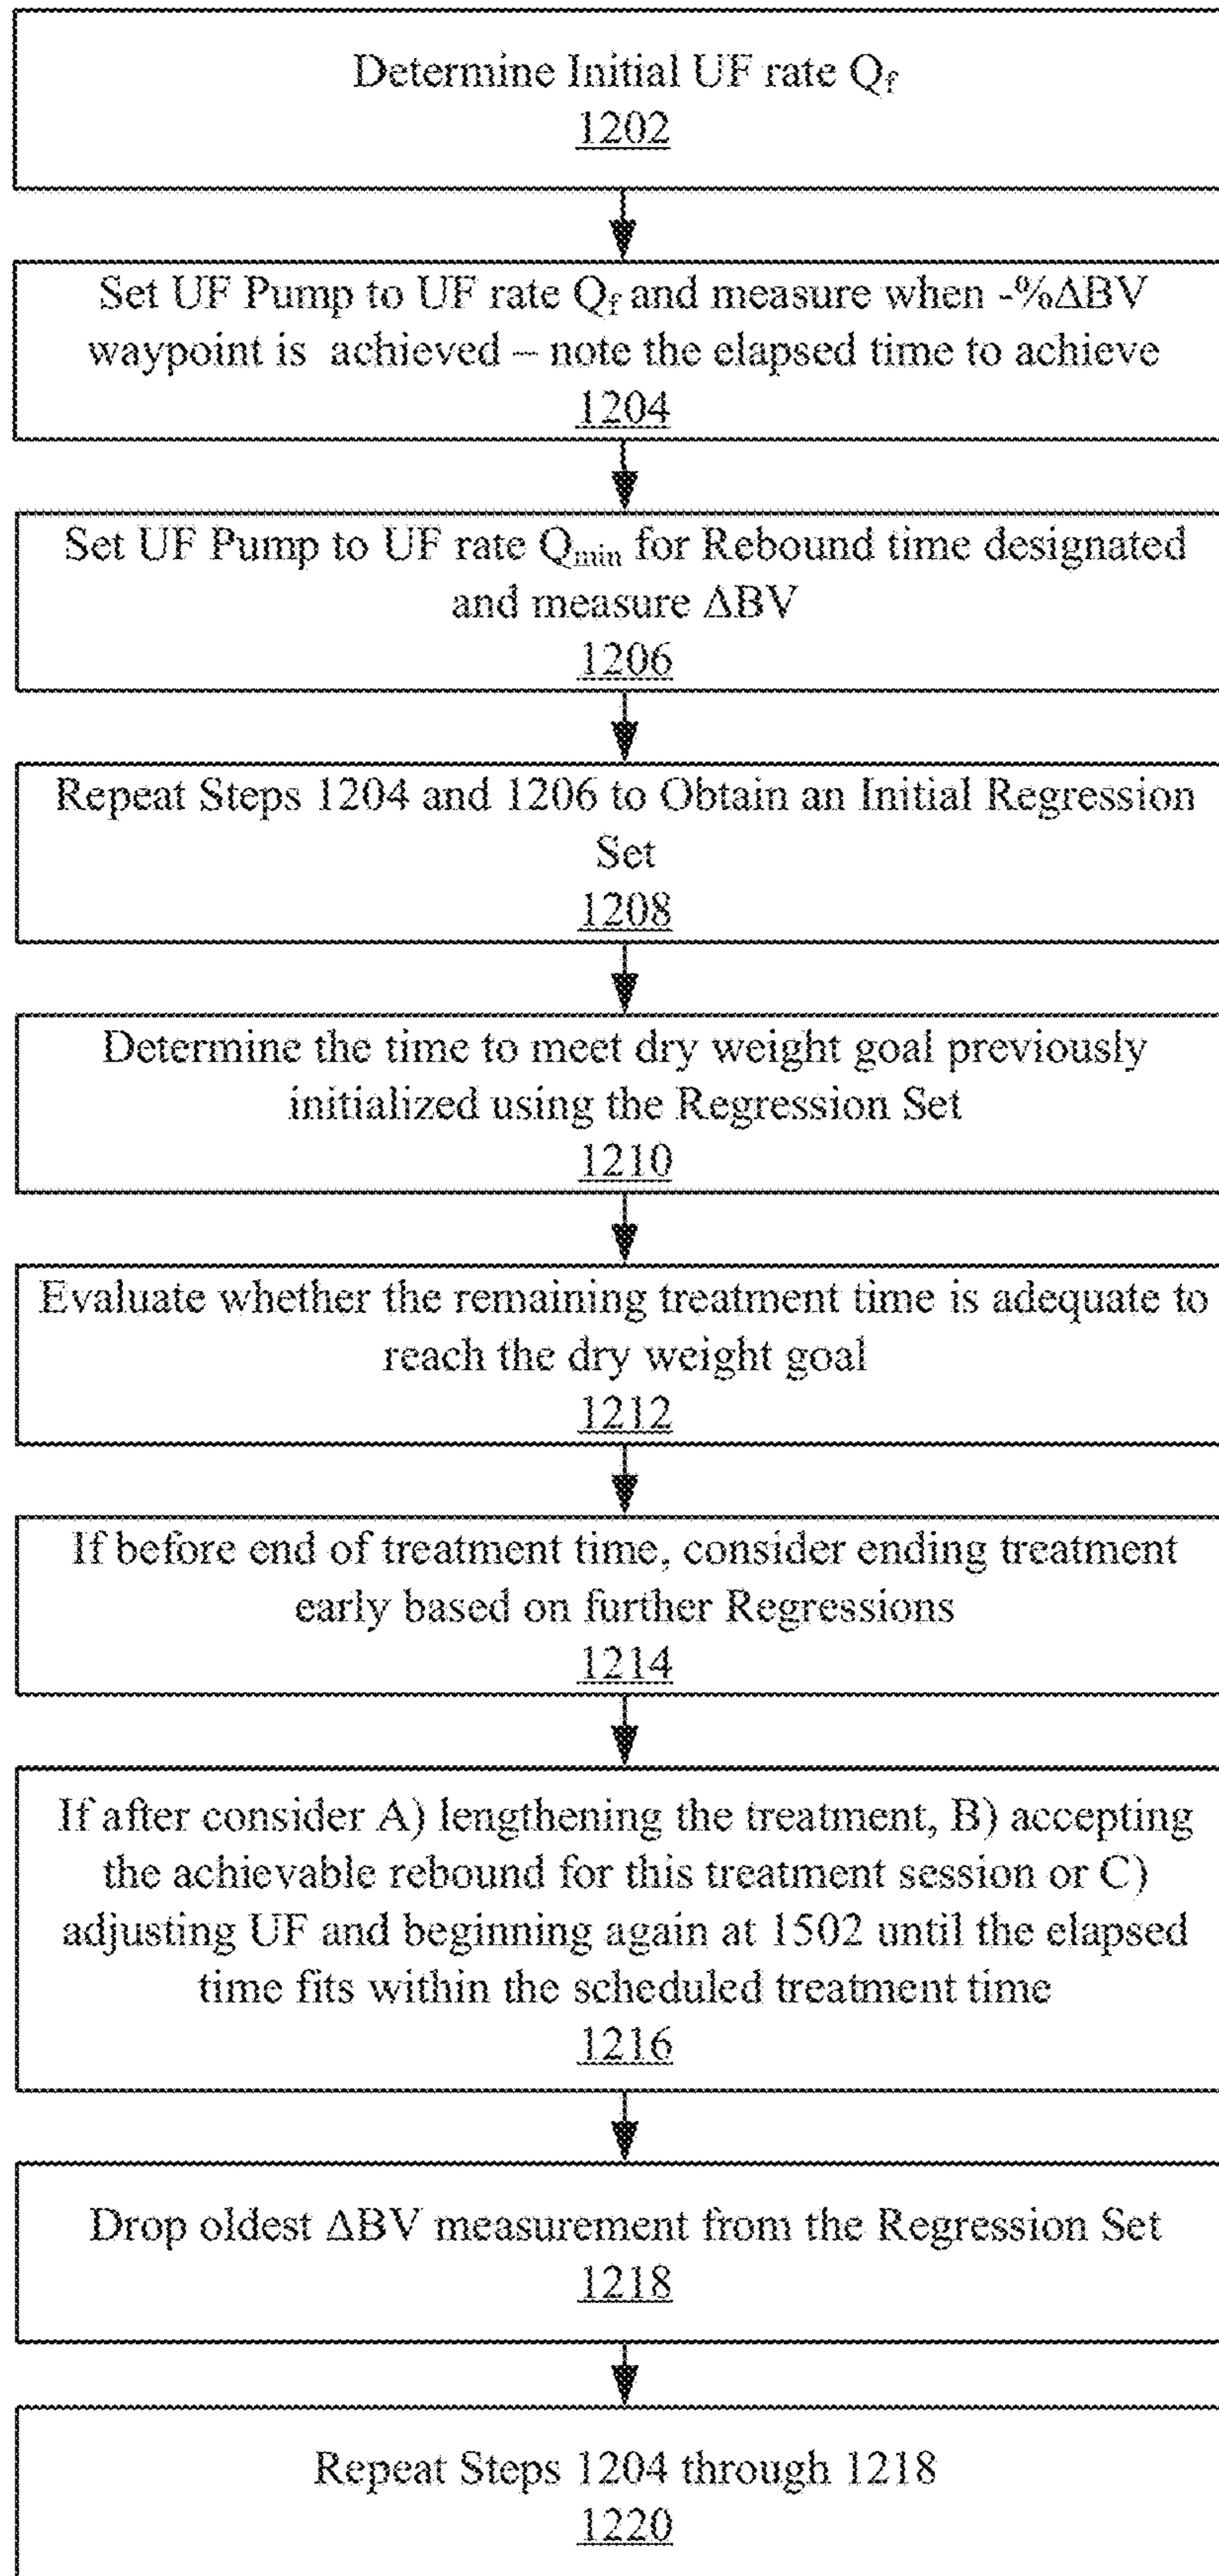 Determine Initial UF rate Qf
1202
Set UF Pump to UF rate Qf and measure when -%ΔBV
waypoint is achieved – note the elapsed time to achieve
1204
Set UF Pump to UF rate Qmin for Rebound time designated
and measure ΔBV
1206
Repeat Steps 1204 and 1206 to Obtain an Initial Regression
Set
1208
Determine the time to meet dry weight goal previously
initialized using the Regression Set
1210
Evaluate whether the remaining treatment time is adequate to
reach the dry weight goal
1212
If before end of treatment time, consider ending treatment
early based on further Regressions
1214
If after consider A) lengthening the treatment, B) accepting
the achievable rebound for this treatment session or C)
adjusting UF and beginning again at 1502 until the elapsed
time fits within the scheduled treatment time
1216
Drop oldest ΔBV measurement from the Regression Set
1218
Repeat Steps 1204 through 1218
1220